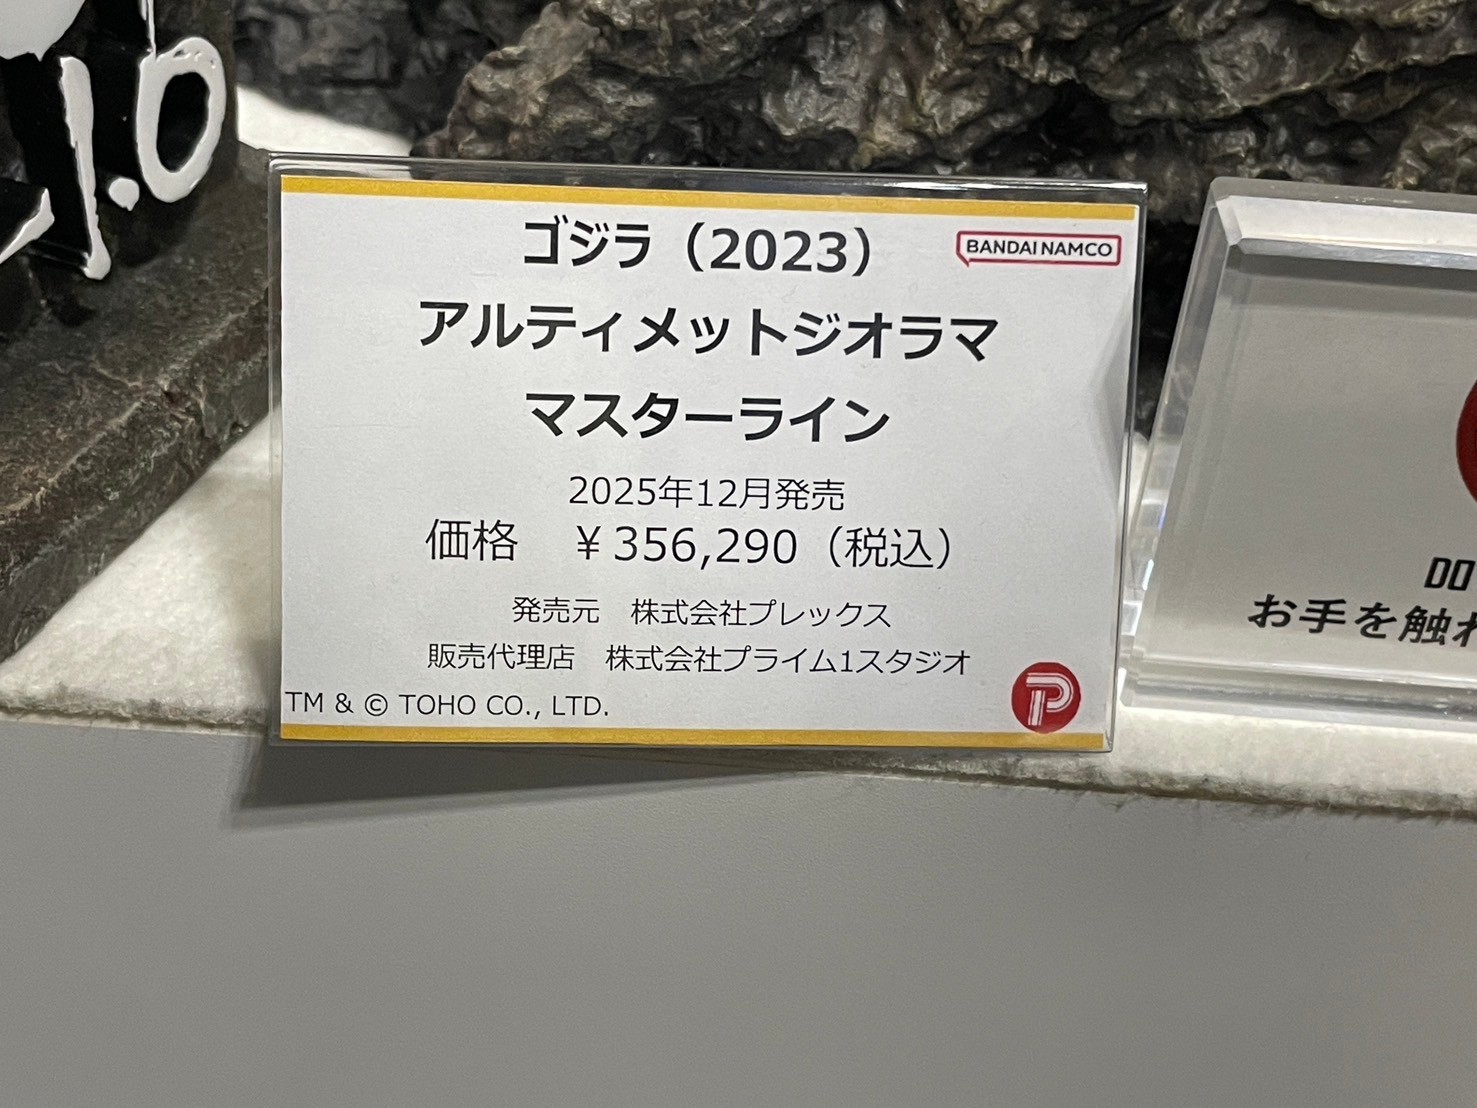 -1.0
ゴジラ（2023）
BANDAI NAMCO
アルティメットジオラマ
マスターライン
2025年12月発売
価格　￥356,290（税込）
発売元　株式会社プレックス
販売代理店　株式会社プライム1スタジオ
TM & © TOHO CO., LTD.
P
DO
お手を触れ